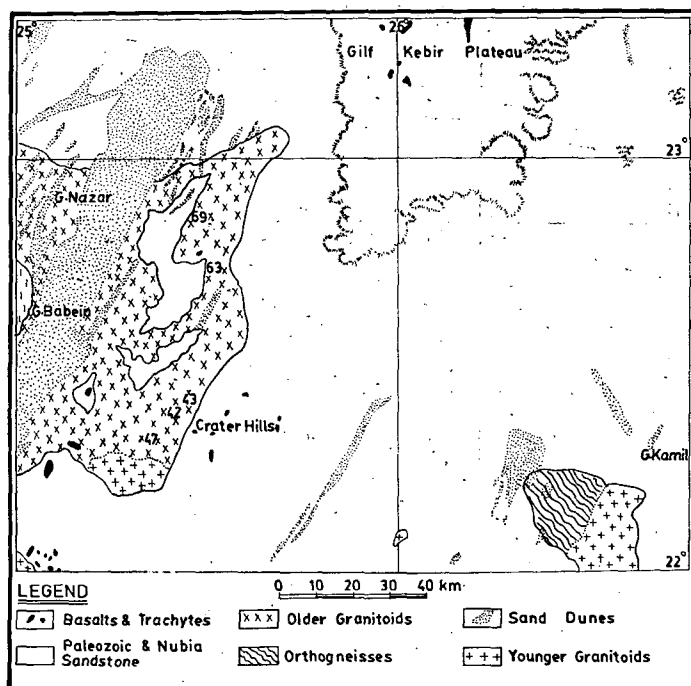 25°
26
Gilf Kebir Plateau
23°
G.Nazar
59
63
G.Babein
43
42
47
Crater Hills
G.Kamil
22°
LEGEND
0 10 20 30 40 km
Basalts & Trachytes
Older Granitoids
Sand Dunes
Paleozoic & Nubia
Sandstone
Orthogneisses
Younger Granitoids